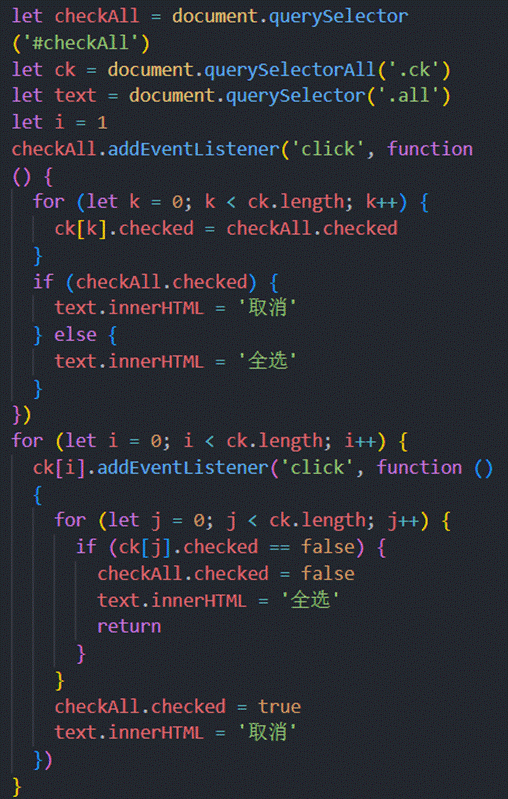 let checkAll = document.querySelector
('#checkAll')
let ck = document.querySelectorAll('.ck')
let text = document.querySelector('.all')
let i = 1
checkAll.addEventListener('click', function
() {
  for (let k = 0; k < ck.length; k++) {
    ck[k].checked = checkAll.checked
  }
  if (checkAll.checked) {
    text.innerHTML = '取消'
  } else {
    text.innerHTML = '全选'
  }
})
for (let i = 0; i < ck.length; i++) {
  ck[i].addEventListener('click', function ()
  {
    for (let j = 0; j < ck.length; j++) {
      if (ck[j].checked == false) {
        checkAll.checked = false
        text.innerHTML = '全选'
        return
      }
    }
    checkAll.checked = true
    text.innerHTML = '取消'
  })
}